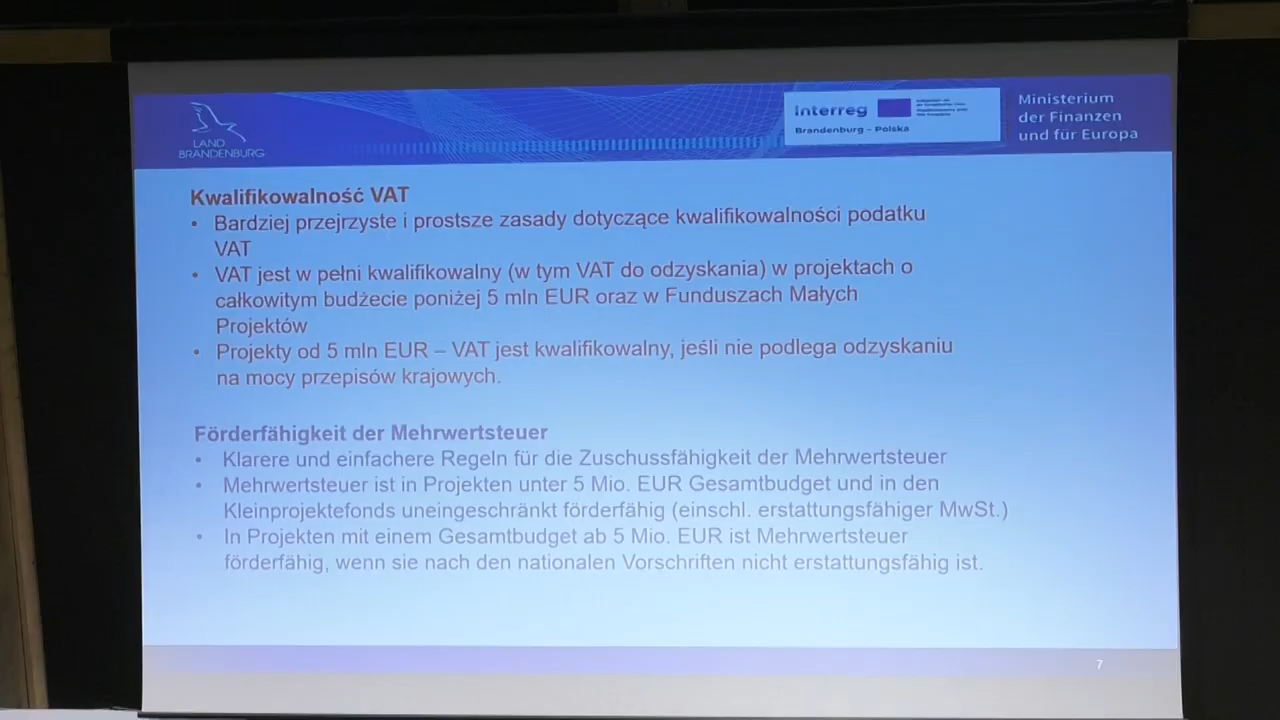 LAND
BRANDENBURG
Interreg
Brandenburg – Polska
Ministerium
der Finanzen
und für Europa
Kwalifikowalność VAT
• Bardziej przejrzyste i prostsze zasady dotyczące kwalifikowalności podatku
VAT
• VAT jest w pełni kwalifikowalny (w tym VAT do odzyskania) w projektach o
całkowitym budżecie poniżej 5 mln EUR oraz w Funduszach Małych
Projektów
• Projekty od 5 mln EUR – VAT jest kwalifikowalny, jeśli nie podlega odzyskaniu
na mocy przepisów krajowych.
Förderfähigkeit der Mehrwertsteuer
• Klarere und einfachere Regeln für die Zuschussfähigkeit der Mehrwertsteuer
• Mehrwertsteuer ist in Projekten unter 5 Mio. EUR Gesamtbudget und in den
Kleinprojektefonds uneingeschränkt förderfähig (einschl. erstattungsfähiger MwSt.)
• In Projekten mit einem Gesamtbudget ab 5 Mio. EUR ist Mehrwertsteuer
förderfähig, wenn sie nach den nationalen Vorschriften nicht erstattungsfähig ist.
7